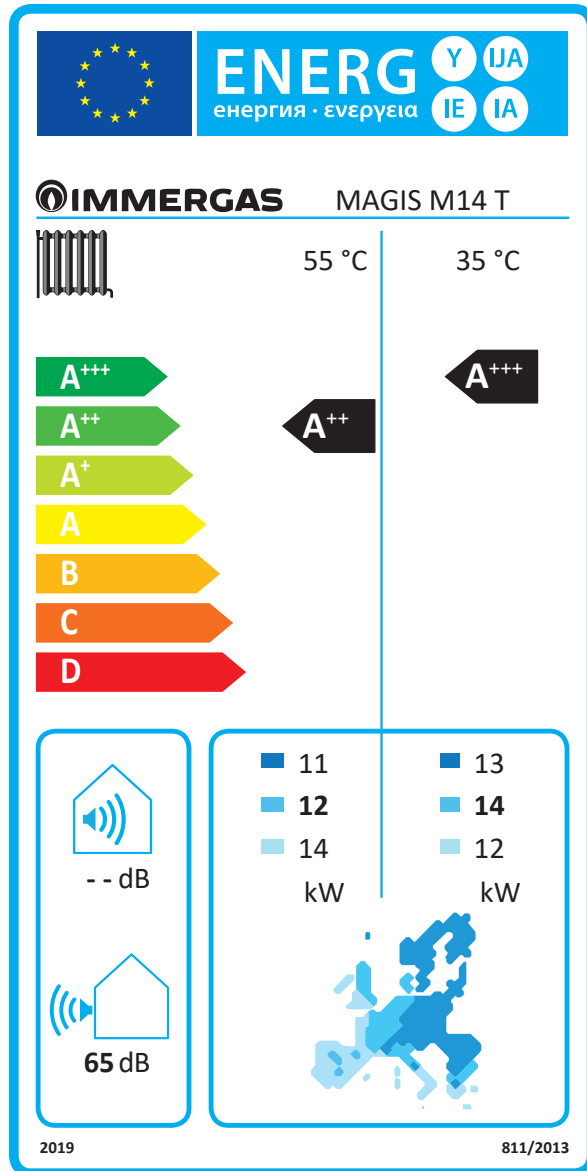 ENERG Y IJA
енергия · ενεργεια IE IA
IMMERGAS MAGIS M14 T
55 °C 35 °C
A+++ A+++
A++ A++
A+
A
B
C
D
11 13
12 14
14 12
kW kW
- - dB
65 dB
2019 811/2013